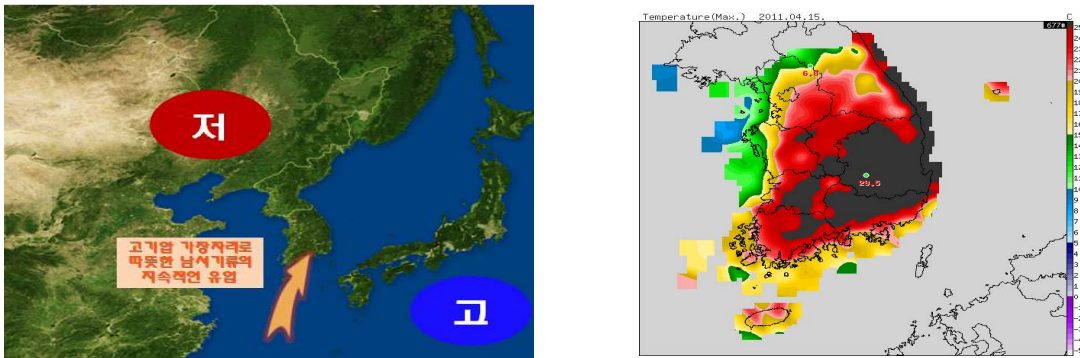 저
고기압 가장자리로
따뜻한 남서기류의
지속적인 유입
고
Temperature(Max.) 2011.04.15.
C
677#
6.8
29.5